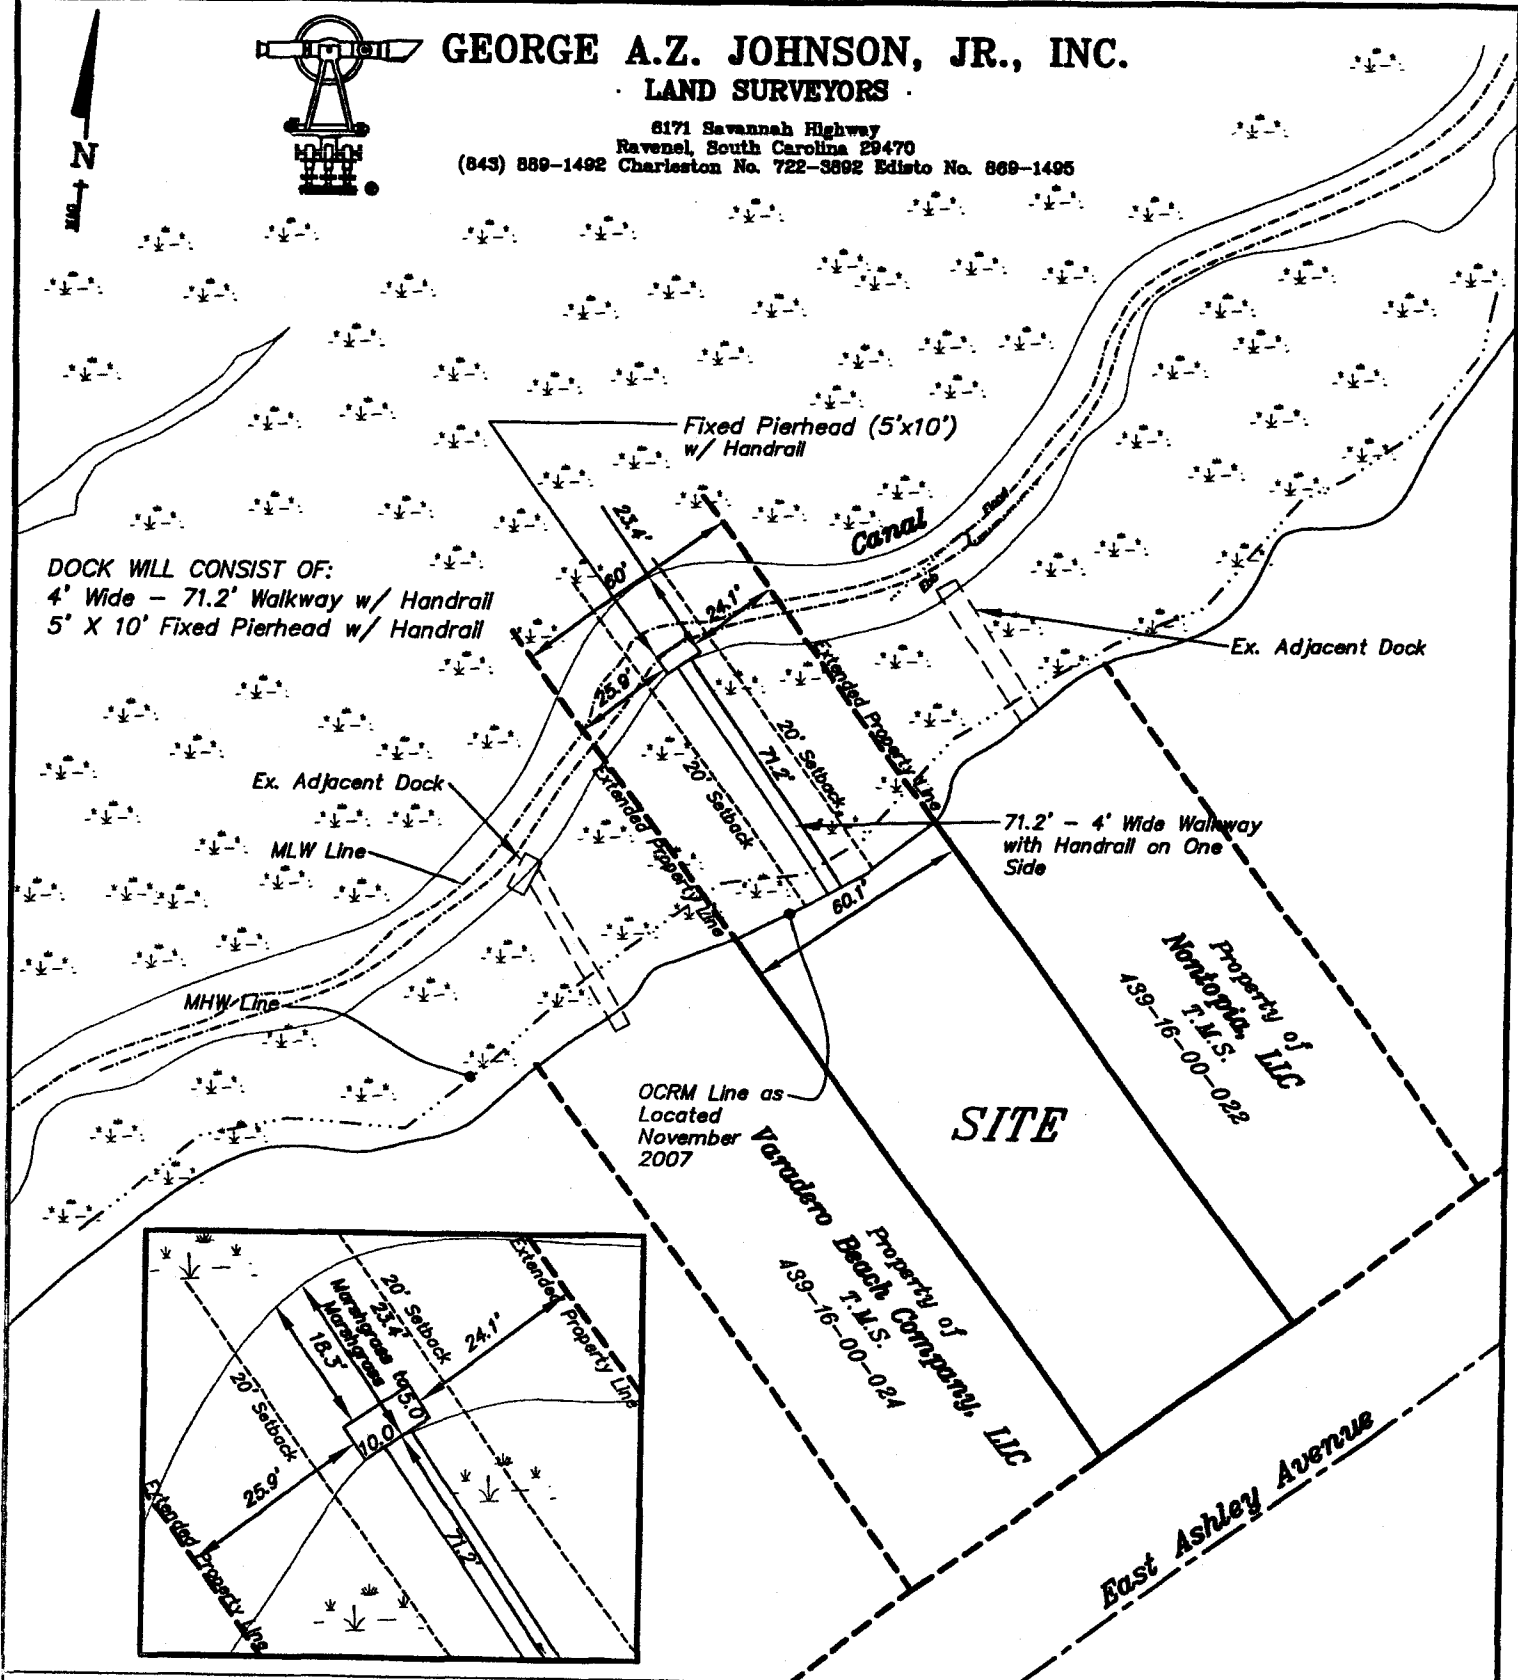 GEORGE A.Z. JOHNSON, JR., INC.
· LAND SURVEYORS ·
6171 Savannah Highway
Ravenel, South Carolina 29470
(843) 889-1492 Charleston No. 722-3892 Edisto No. 869-1495
N
MAG
Fixed Pierhead (5'x10')
w/ Handrail
Canal
Flood
Ebb
23.4'
60'
24.1'
25.9'
DOCK WILL CONSIST OF:
4' Wide - 71.2' Walkway w/ Handrail
5' X 10' Fixed Pierhead w/ Handrail
Ex. Adjacent Dock
Extended Property Line
20' Setback
71.2'
20' Setback
Extended Property Line
Ex. Adjacent Dock
MLW Line
71.2' - 4' Wide Walkway
with Handrail on One
Side
60.1'
MHW Line
OCRM Line as
Located
November
2007
SITE
Property of
Nontopia, LLC
T.M.S.
439-16-00-022
Property of
Varadero Beach Company, LLC
T.M.S.
439-16-00-024
East Ashley Avenue
Extended Property Line
20' Setback
23.4'
Marshgrass to
Marshgrass
18.3'
24.1'
5.0
10.0
20' Setback
25.9'
71.2'
Extended Property Line